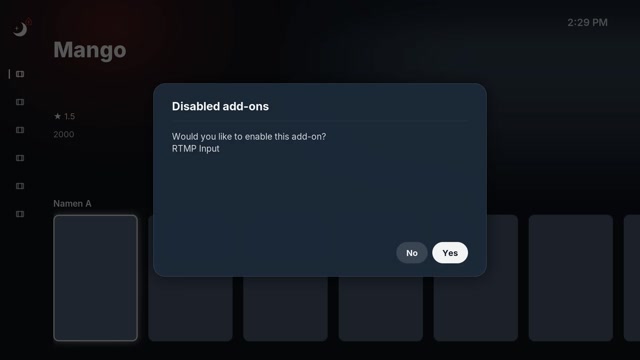 2:29 PM
Mango
★ 1.5
2000
Disabled add-ons
Would you like to enable this add-on?
RTMP Input
No
Yes
Namen A